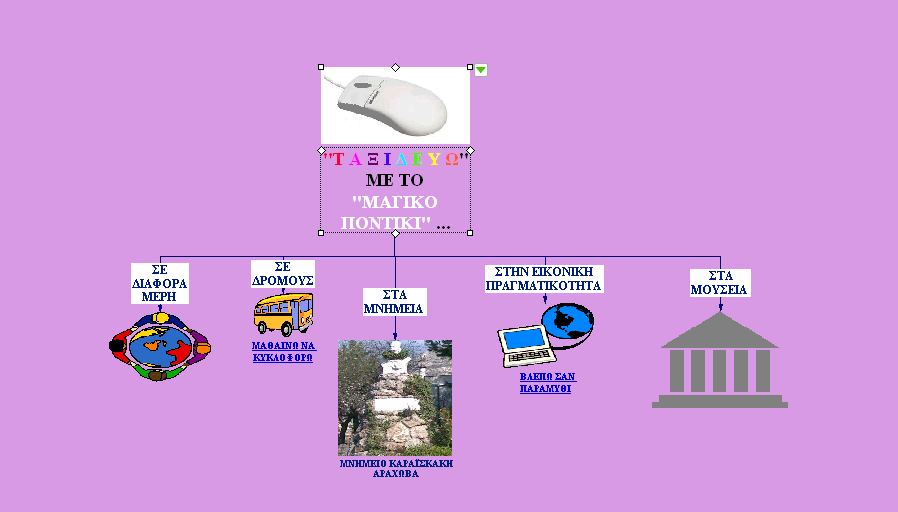 "Τ Α Ξ Ι Δ Ε Υ Ω"
ΜΕ ΤΟ
"ΜΑΓΙΚΟ
ΠΟΝΤΙΚΙ" ...
ΣΕ
ΔΙΑΦΟΡΑ
ΜΕΡΗ
ΣΕ
ΔΡΟΜΟΥΣ
ΜΑΘΑΙΝΩ ΝΑ
ΚΥΚΛΟΦΟΡΩ
ΣΤΑ
ΜΝΗΜΕΙΑ
ΜΝΗΜΕΙΟ ΚΑΡΑΪΣΚΑΚΗ
ΑΡΑΧΩΒΑ
ΣΤΗΝ ΕΙΚΟΝΙΚΗ
ΠΡΑΓΜΑΤΙΚΟΤΗΤΑ
ΒΛΕΠΩ ΣΑΝ
ΠΑΡΑΜΥΘΙ
ΣΤΑ
ΜΟΥΣΕΙΑ